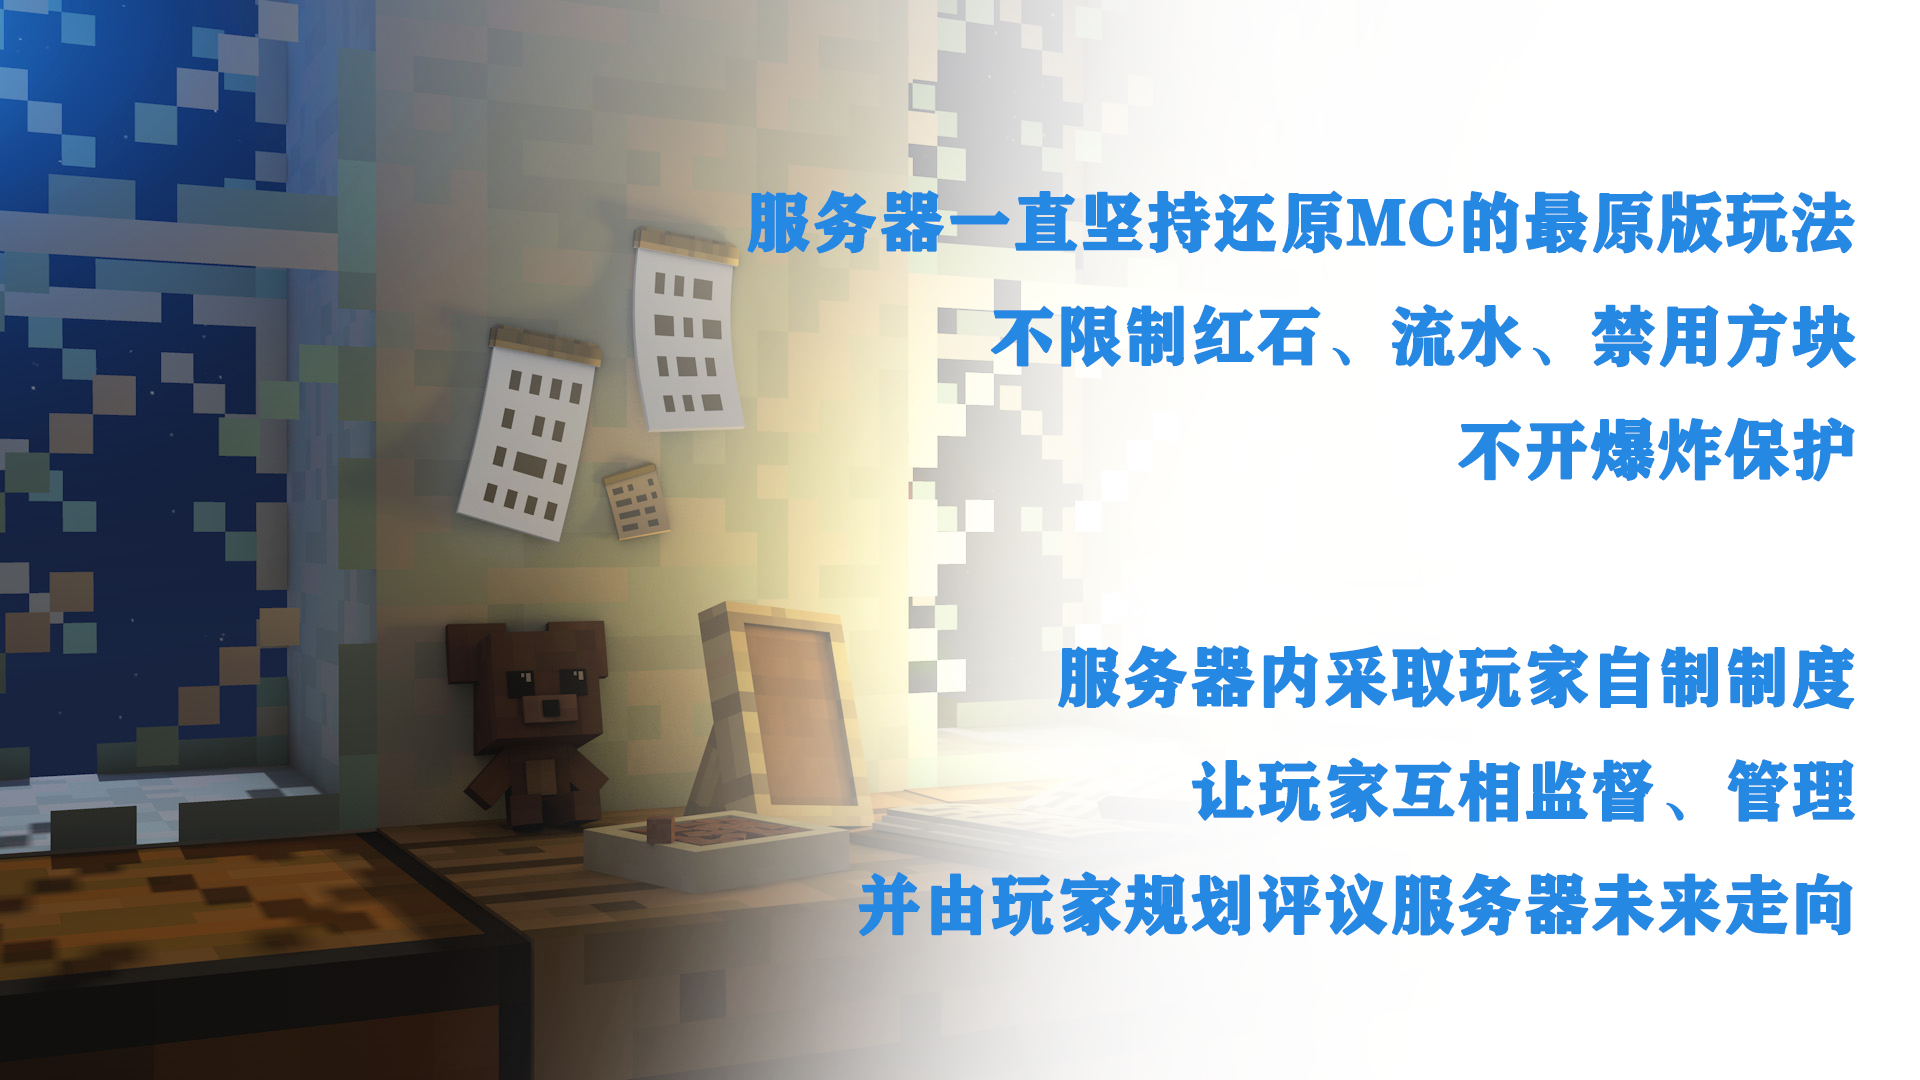 服务器一直坚持还原MC的最原版玩法
不限制红石、流水、禁用方块
不开爆炸保护
服务器内采取玩家自制制度
让玩家互相监督、管理
并由玩家规划评议服务器未来走向